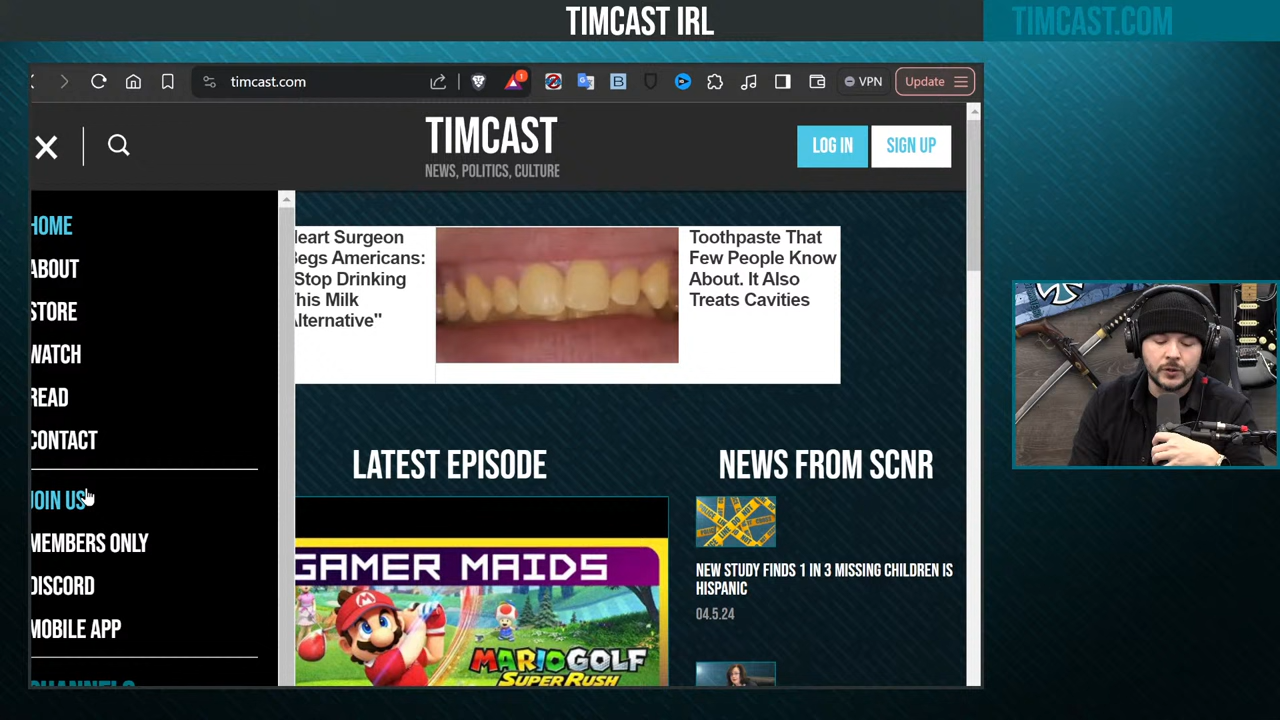 TIMCAST IRL
TIMCAST.COM
timcast.com
1
VPN
Update
TIMCAST
NEWS, POLITICS, CULTURE
LOG IN
SIGN UP
HOME
ABOUT
STORE
WATCH
READ
CONTACT
JOIN US
MEMBERS ONLY
DISCORD
MOBILE APP
CHANNELS
Heart Surgeon
Begs Americans:
"Stop Drinking
This Milk
Alternative"
Toothpaste That
Few People Know
About. It Also
Treats Cavities
LATEST EPISODE
GAMER MAIDS
MARIO GOLF
SUPER RUSH
NEWS FROM SCNR
NEW STUDY FINDS 1 IN 3 MISSING CHILDREN IS
HISPANIC
04.5.24